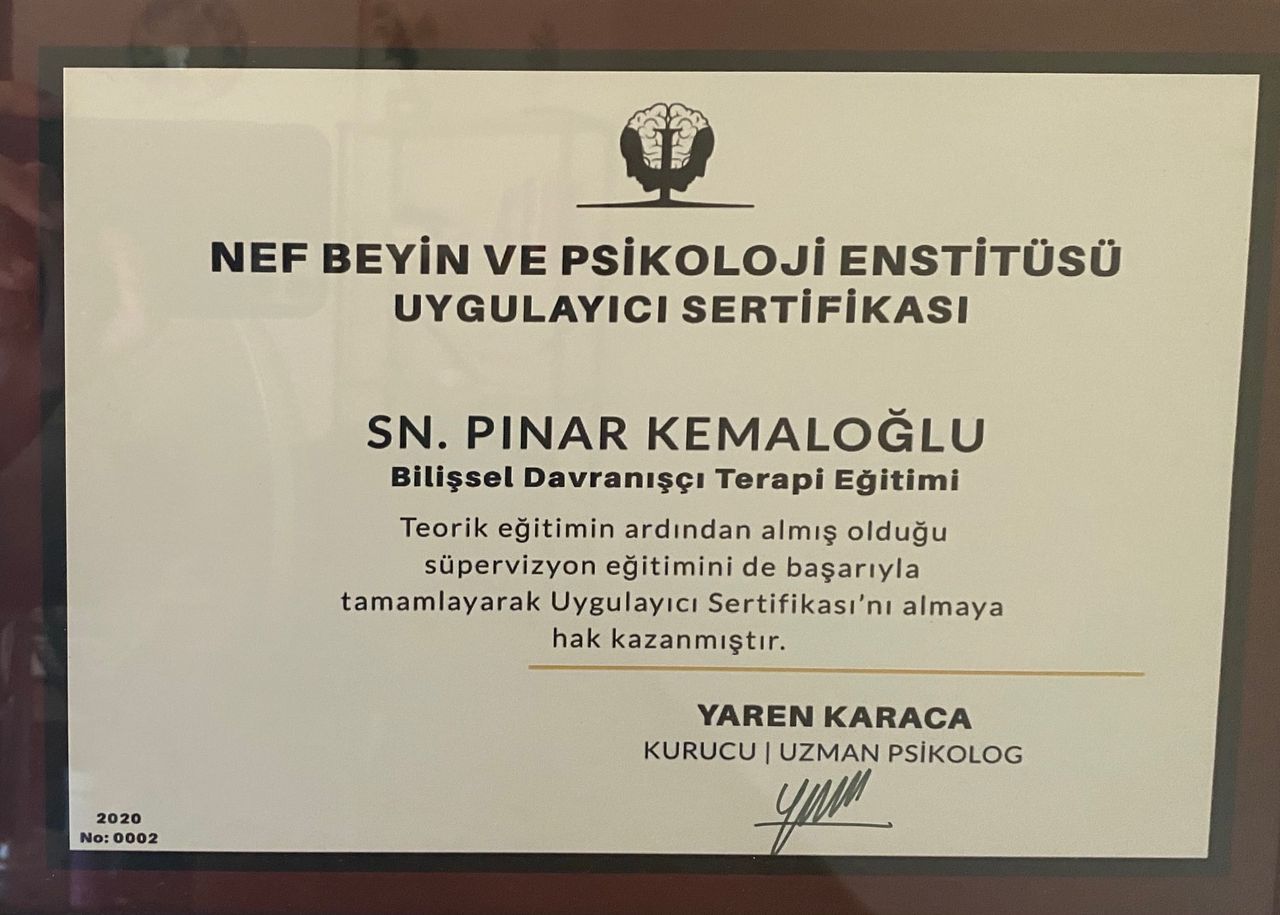 NEF BEYİN VE PSİKOLOJİ ENSTİTÜSÜ
UYGULAYICI SERTİFİKASI
SN. PINAR KEMALOĞLU
Bilişsel Davranışçı Terapi Eğitimi
Teorik eğitimin ardından almış olduğu
süpervizyon eğitimini de başarıyla
tamamlayarak Uygulayıcı Sertifikası'nı almaya
hak kazanmıştır.
YAREN KARACA
KURUCU | UZMAN PSİKOLOG
2020
No: 0002